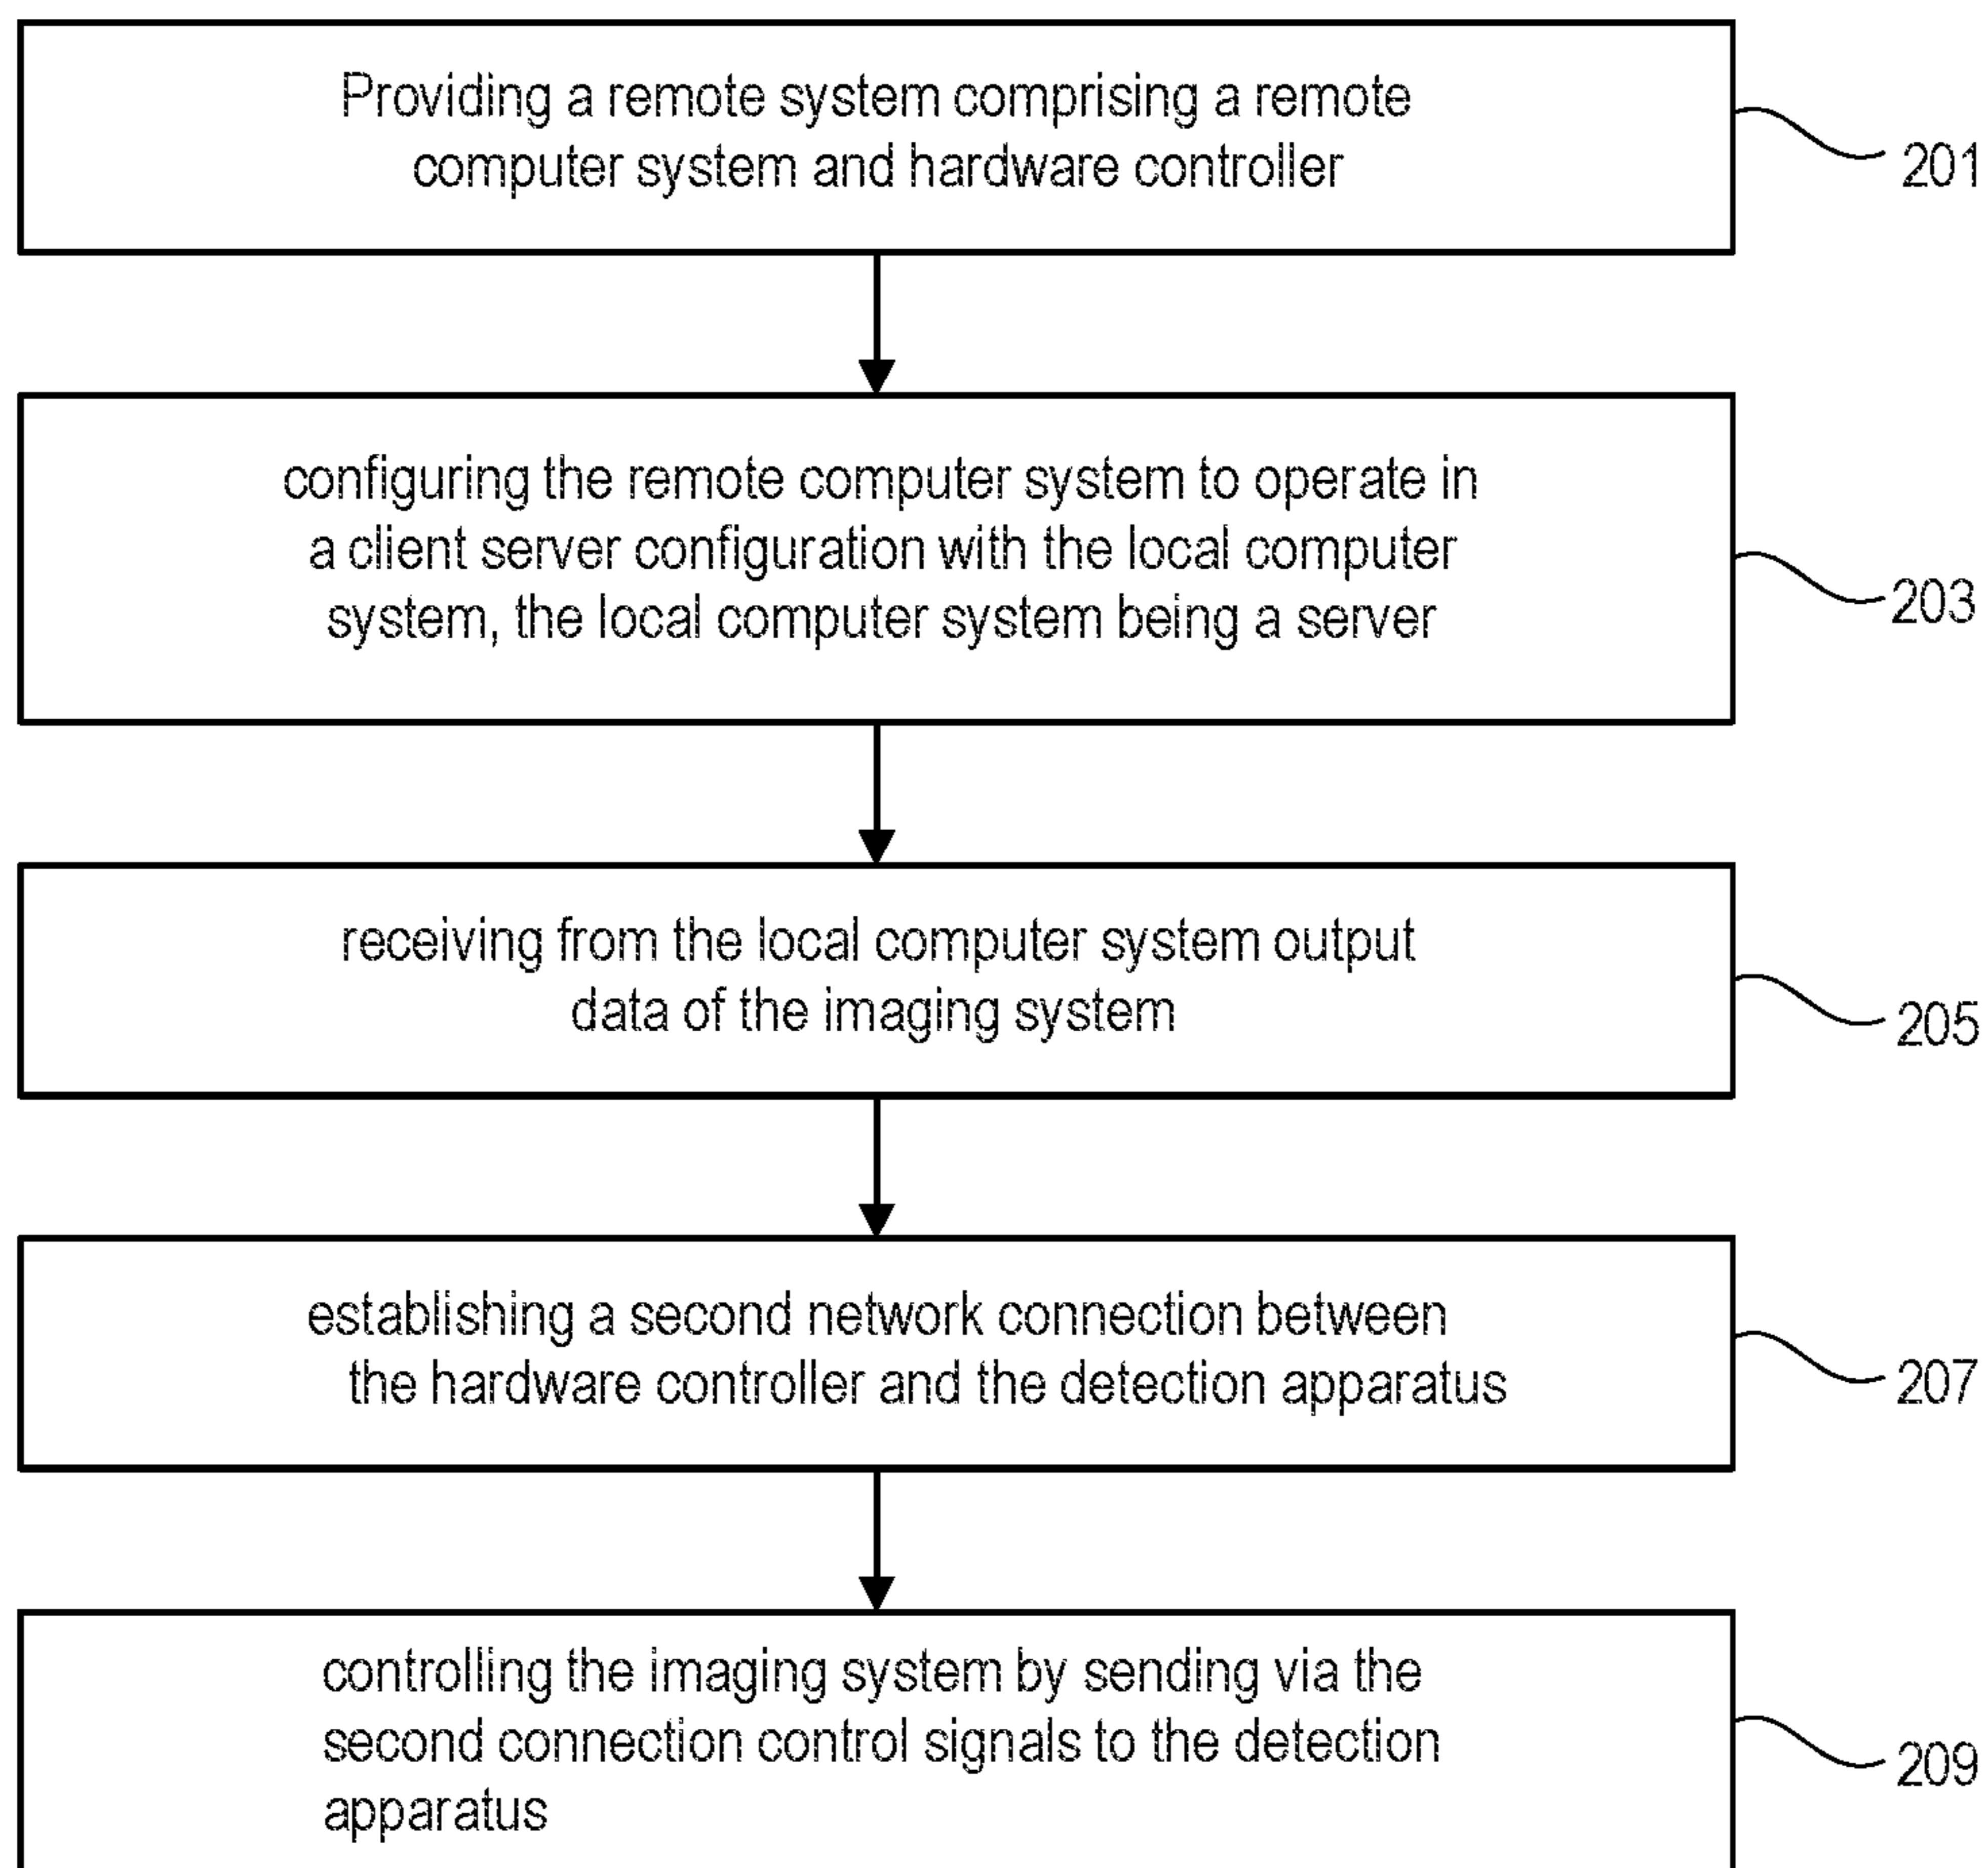 Providing a remote system comprising a remote
computer system and hardware controller
201
configuring the remote computer system to operate in
a client server configuration with the local computer
system, the local computer system being a server
203
receiving from the local computer system output
data of the imaging system
205
establishing a second network connection between
the hardware controller and the detection apparatus
207
controlling the imaging system by sending via the
second connection control signals to the detection
apparatus
209